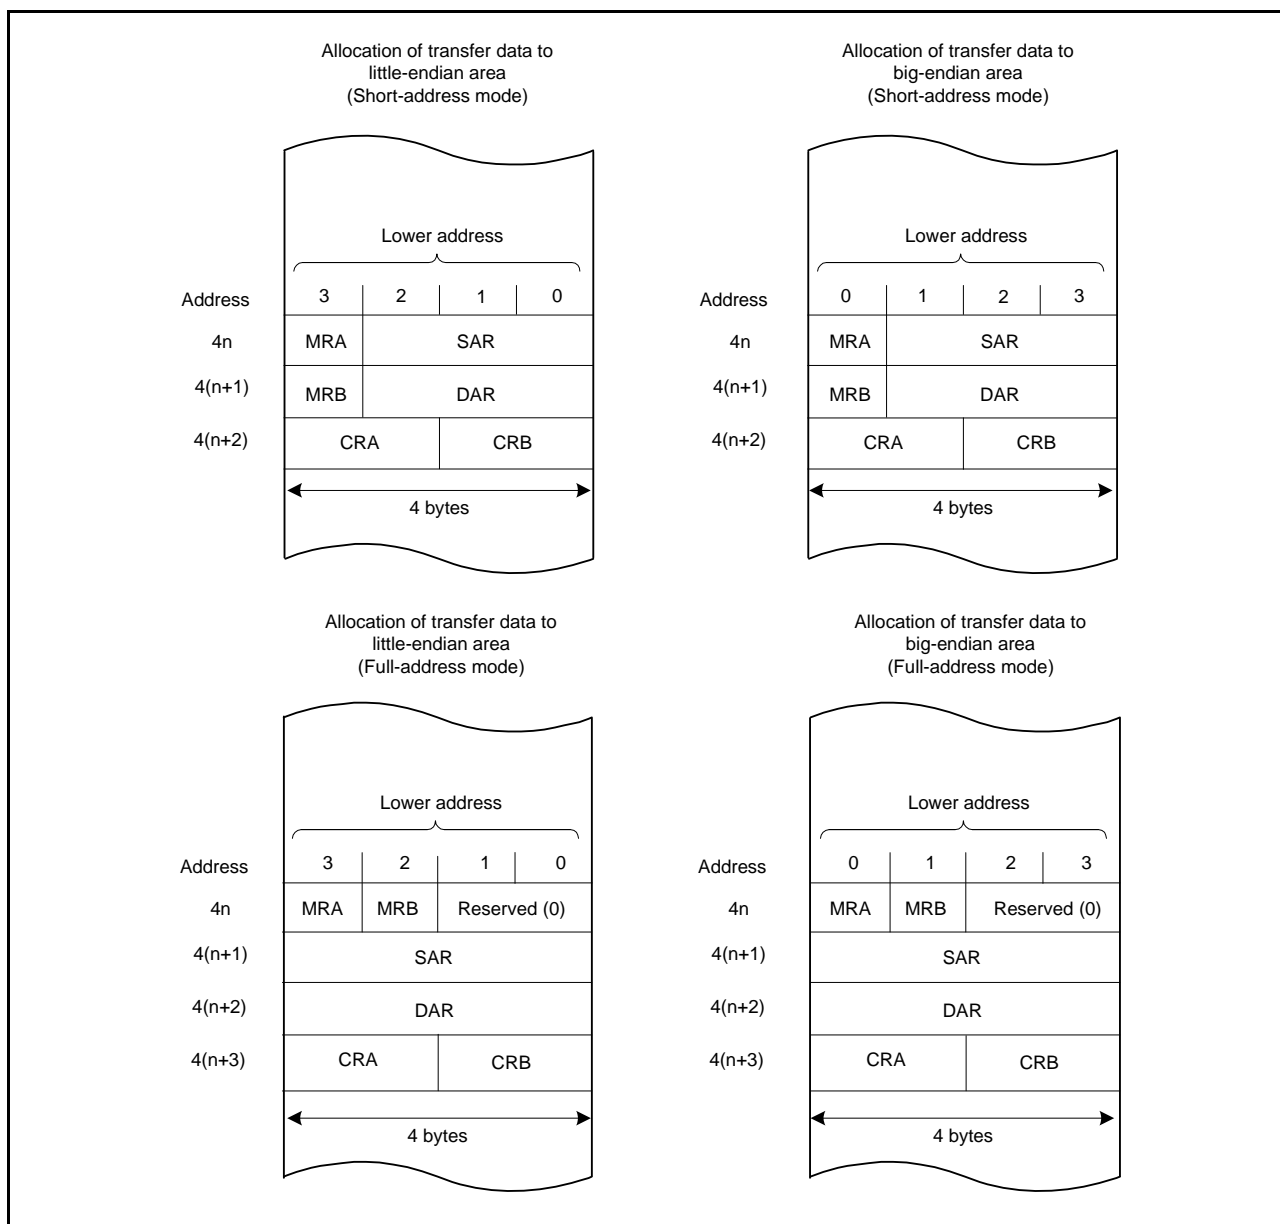 Allocation of transfer data to
little-endian area
(Short-address mode)
Lower address
Address 3 2 1 0
4n MRA SAR
4(n+1) MRB DAR
4(n+2) CRA CRB
4 bytes
Allocation of transfer data to
big-endian area
(Short-address mode)
Lower address
Address 0 1 2 3
4n MRA SAR
4(n+1) MRB DAR
4(n+2) CRA CRB
4 bytes
Allocation of transfer data to
little-endian area
(Full-address mode)
Lower address
Address 3 2 1 0
4n MRA MRB Reserved (0)
4(n+1) SAR
4(n+2) DAR
4(n+3) CRA CRB
4 bytes
Allocation of transfer data to
big-endian area
(Full-address mode)
Lower address
Address 0 1 2 3
4n MRA MRB Reserved (0)
4(n+1) SAR
4(n+2) DAR
4(n+3) CRA CRB
4 bytes